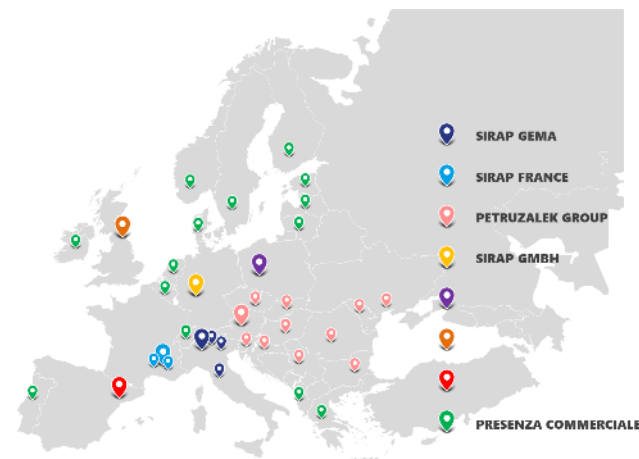 SIRAP GEMA
SIRAP FRANCE
PETRUZALEK GROUP
SIRAP GMBH
PRESENZA COMMERCIALE